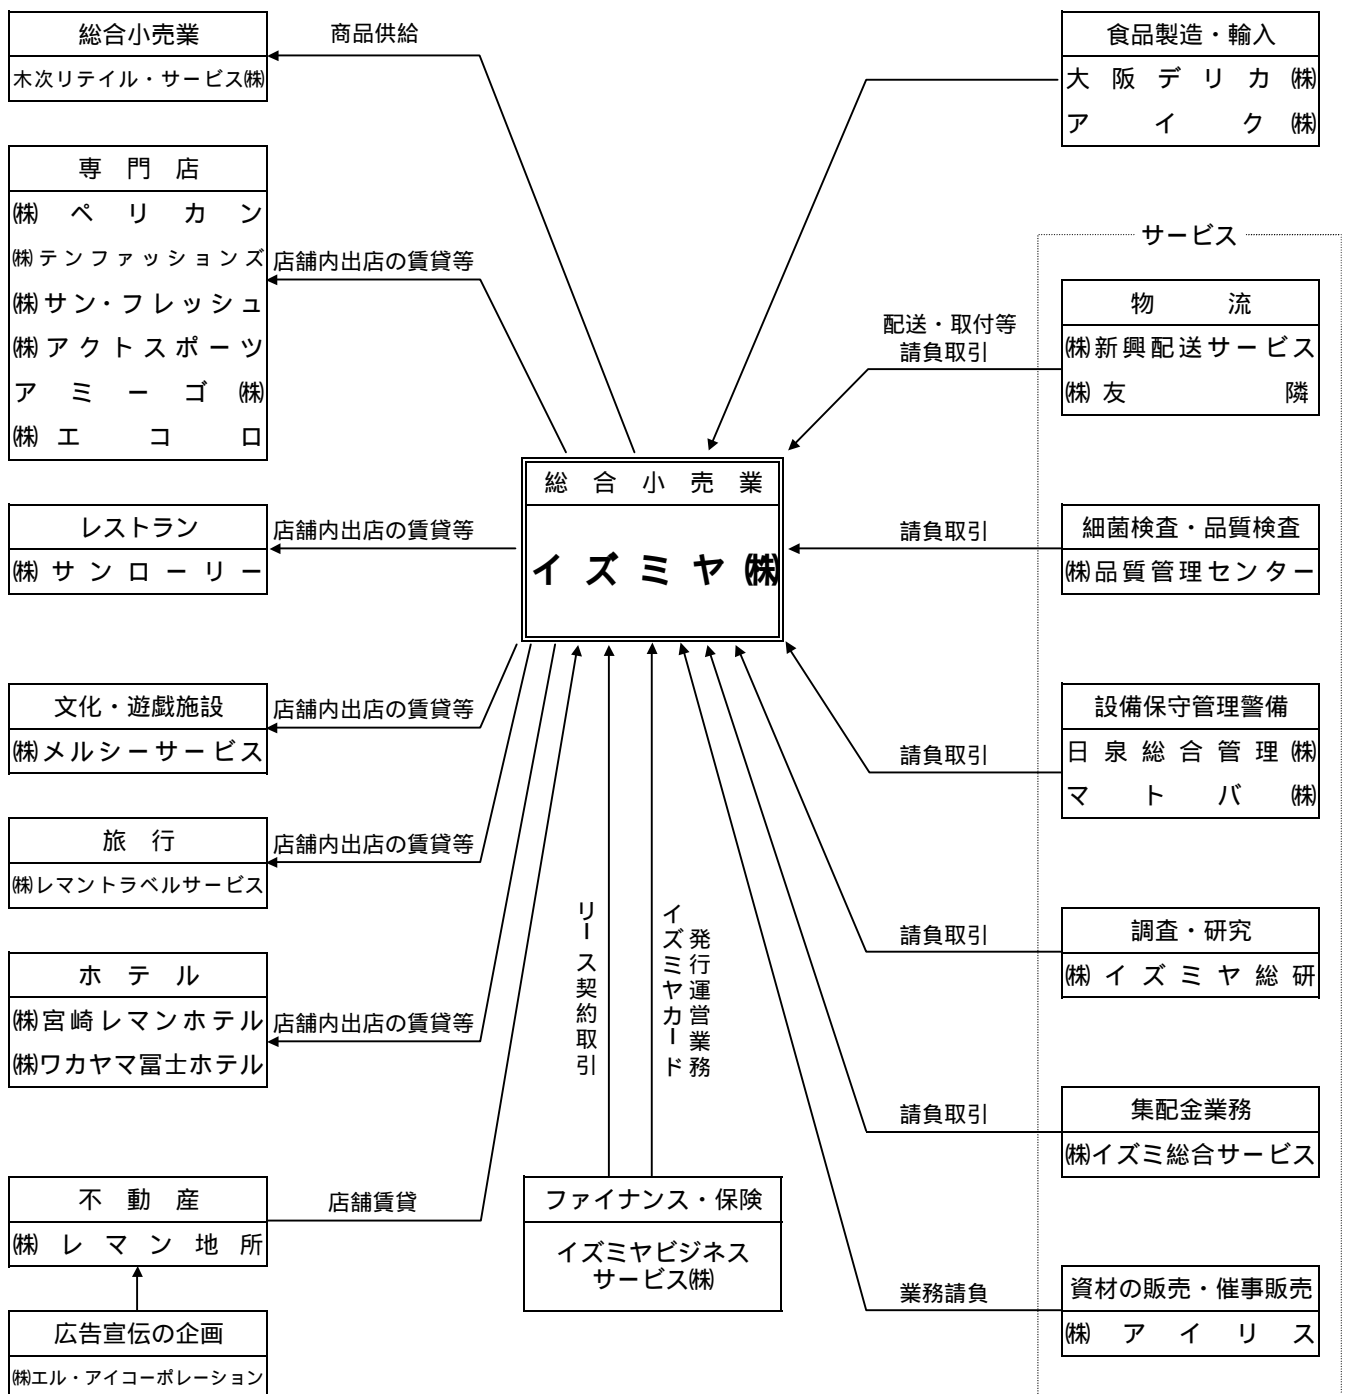 総合小売業
木次リテイル・サービス㈱
商品供給
専門店
㈱ペリカン
㈱テンファッションズ
㈱サン・フレッシュ
㈱アクトスポーツ
アミーゴ㈱
㈱エコロ
店舗内出店の賃貸等
レストラン
㈱サンローリー
店舗内出店の賃貸等
文化・遊戯施設
㈱メルシーサービス
店舗内出店の賃貸等
旅行
㈱レマントラベルサービス
店舗内出店の賃貸等
ホテル
㈱宮崎レマンホテル
㈱ワカヤマ冨士ホテル
店舗内出店の賃貸等
不動産
㈱レマン地所
店舗賃貸
広告宣伝の企画
㈱エル・アイコーポレーション
総合小売業
イズミヤ㈱
リース契約取引
イズミヤカード
発行運営業務
ファイナンス・保険
イズミヤビジネス
サービス㈱
食品製造・輸入
大阪デリカ㈱
アイク㈱
サービス
物流
㈱新興配送サービス
㈱友隣
配送・取付等
請負取引
細菌検査・品質検査
㈱品質管理センター
請負取引
設備保守管理警備
日泉総合管理㈱
マトバ㈱
請負取引
調査・研究
㈱イズミヤ総研
請負取引
集配金業務
㈱イズミ総合サービス
請負取引
資材の販売・催事販売
㈱アイリス
業務請負